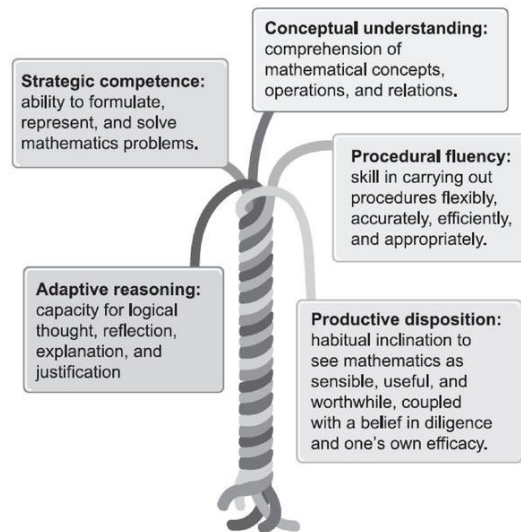 Conceptual understanding:
comprehension of
mathematical concepts,
operations, and relations.
Strategic competence:
ability to formulate,
represent, and solve
mathematics problems.
Procedural fluency:
skill in carrying out
procedures flexibly,
accurately, efficiently,
and appropriately.
Adaptive reasoning:
capacity for logical
thought, reflection,
explanation, and
justification
Productive disposition:
habitual inclination to
see mathematics as
sensible, useful, and
worthwhile, coupled
with a belief in diligence
and one's own efficacy.